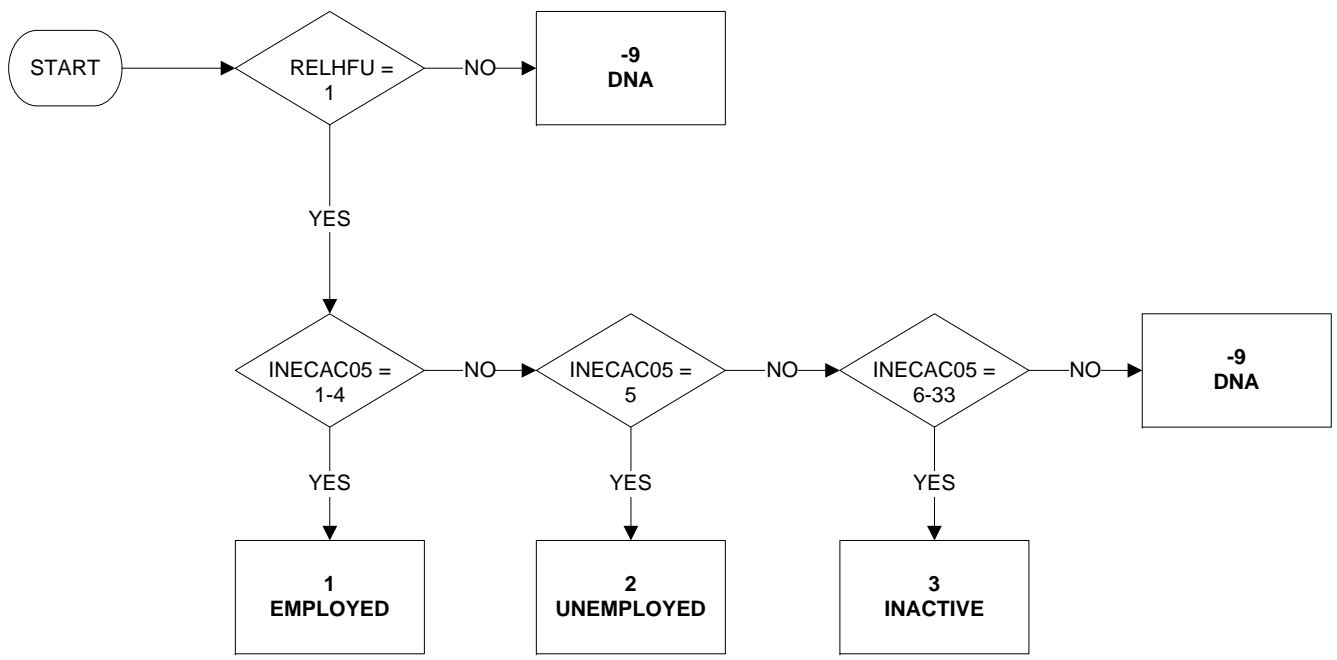 START
RELHFU =
1
NO
-9
DNA
YES
INECAC05 =
1-4
NO
INECAC05 =
5
NO
INECAC05 =
6-33
NO
-9
DNA
YES
YES
YES
1
EMPLOYED
2
UNEMPLOYED
3
INACTIVE